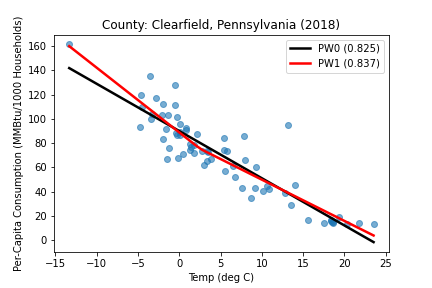 County: Clearfield, Pennsylvania (2018)
PW0 (0.825)
PW1 (0.837)
Per-Capita Consumption (MMBtu/1000 Households)
160
140
120
100
80
60
40
20
0
−15 −10 −5 0 5 10 15 20 25
Temp (deg C)